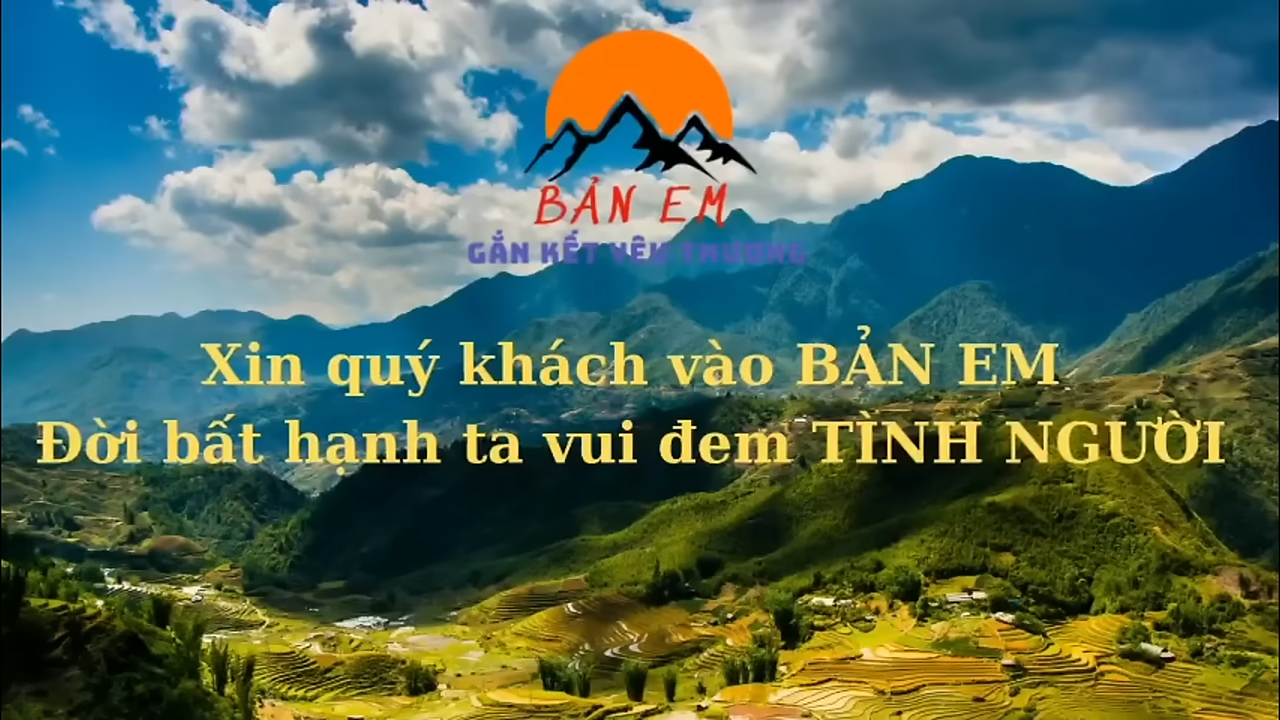 BẢN EM
GẮN KẾT YÊU THƯƠNG
Xin quý khách vào BẢN EM
Đời bất hạnh ta vui đem TÌNH NGƯỜI